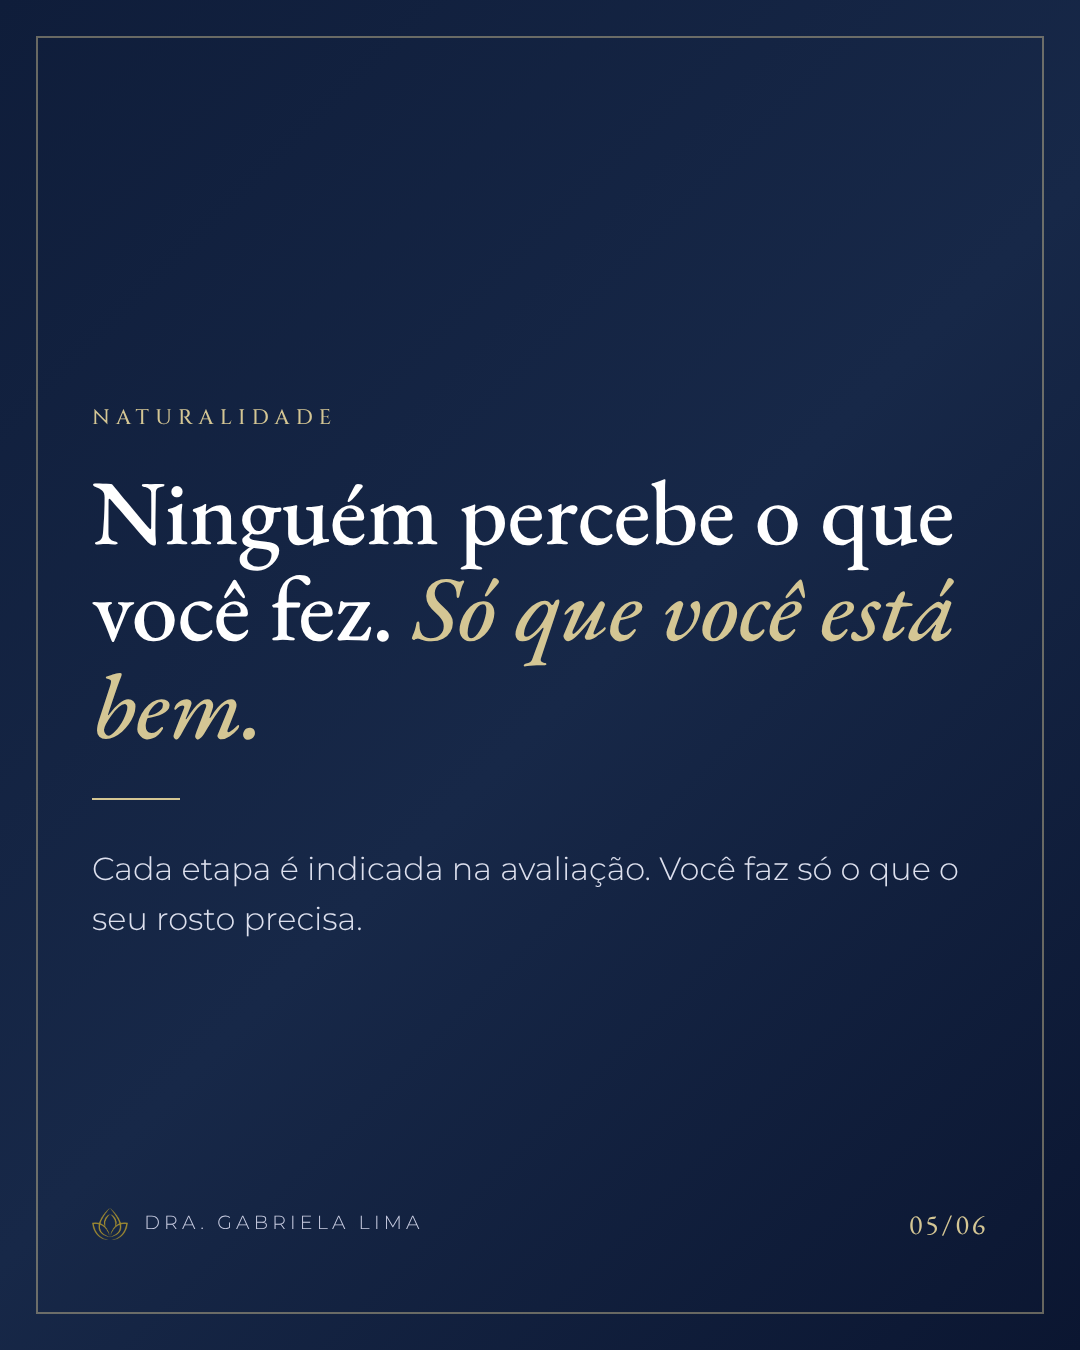 NATURALIDADE
Ninguém percebe o que
você fez. Só que você está
bem.
Cada etapa é indicada na avaliação. Você faz só o que o
seu rosto precisa.
DRA. GABRIELA LIMA
05/06